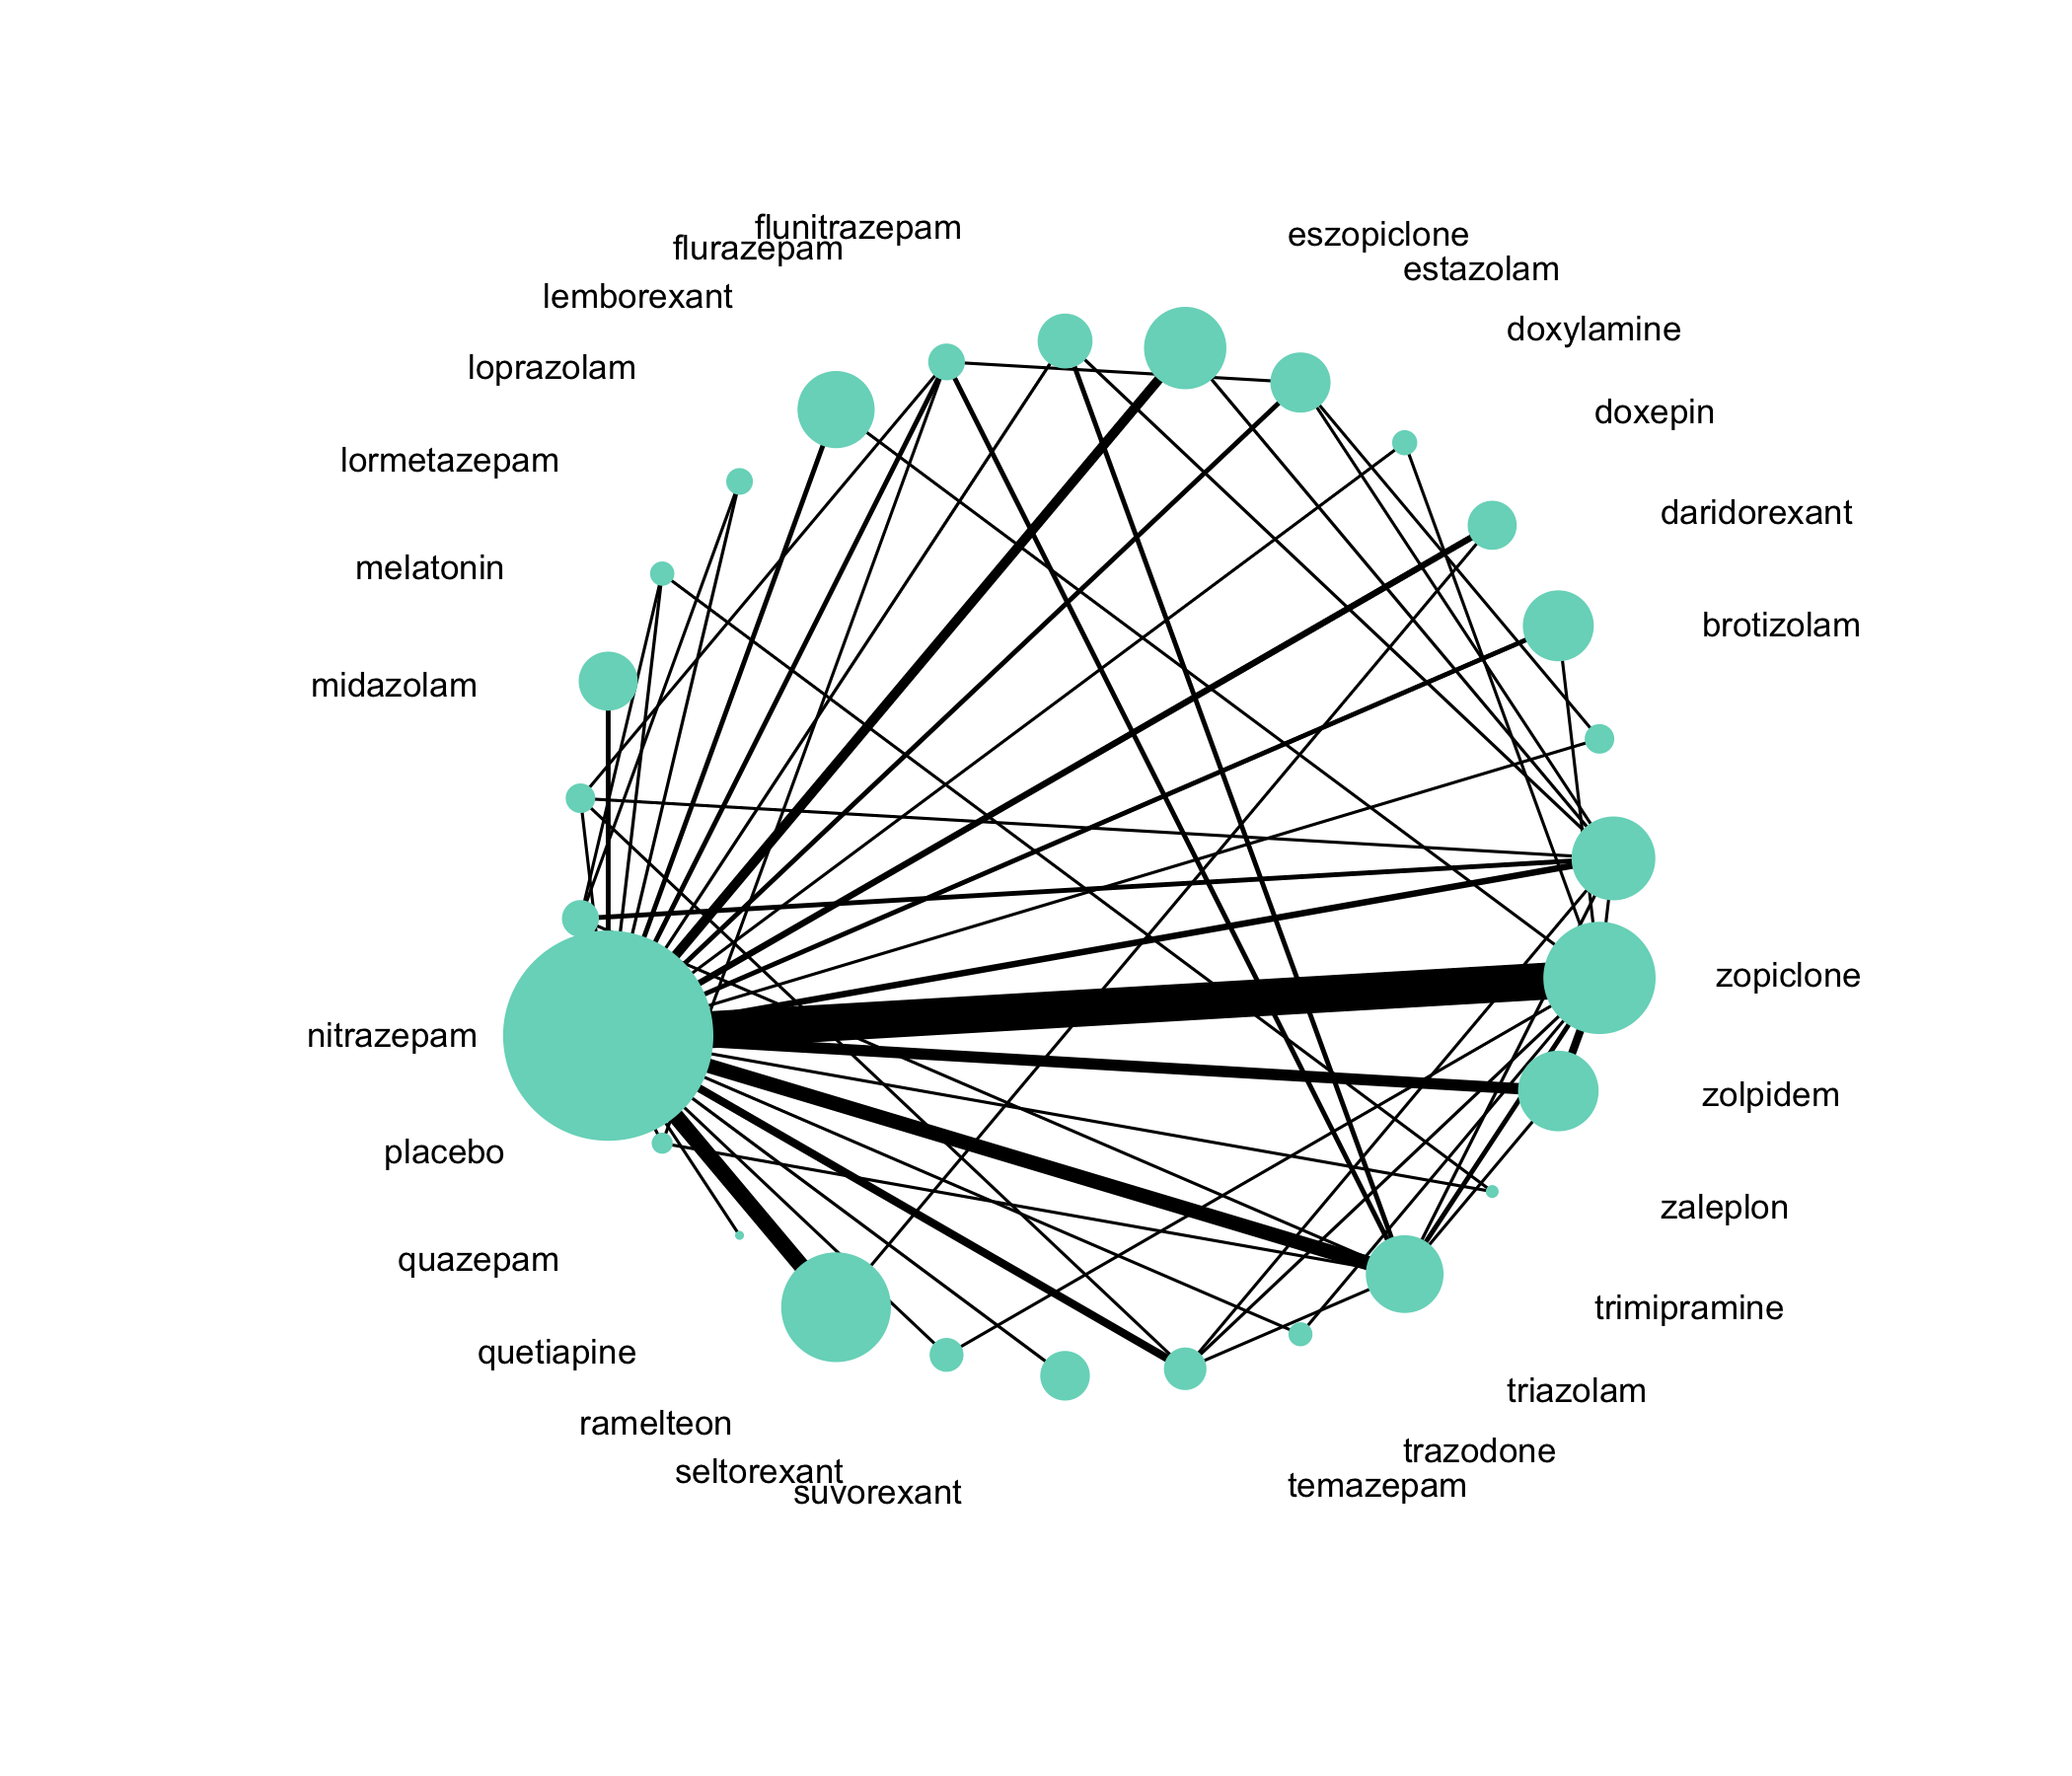 flunitrazepam
eszopiclone
flurazepam
estazolam
lemborexant
doxylamine
loprazolam
doxepin
lormetazepam
daridorexant
melatonin
brotizolam
midazolam
zopiclone
nitrazepam
zolpidem
placebo
zaleplon
quazepam
trimipramine
quetiapine
triazolam
ramelteon
trazodone
seltorexant
temazepam
suvorexant